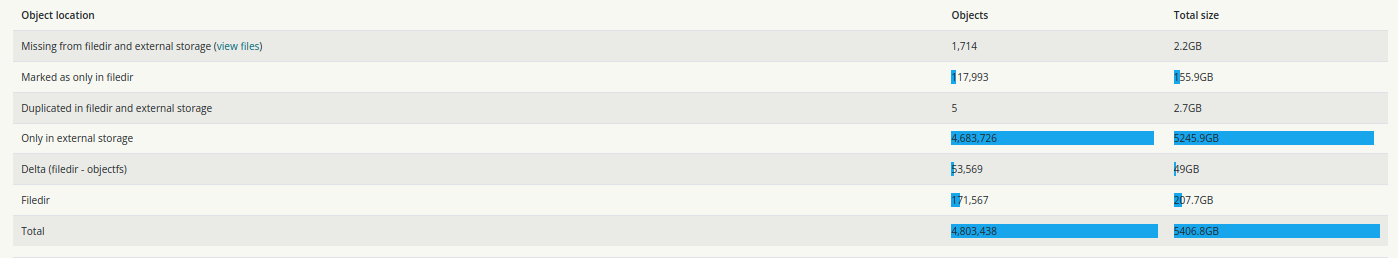 Object location Objects Total size
Missing from filedir and external storage (view files) 1,714 2.2GB
Marked as only in filedir 117,993 155.9GB
Duplicated in filedir and external storage 5 2.7GB
Only in external storage 4,683,726 5245.9GB
Delta (filedir - objectfs) 53,569 49GB
Filedir 171,567 207.7GB
Total 4,803,438 5406.8GB